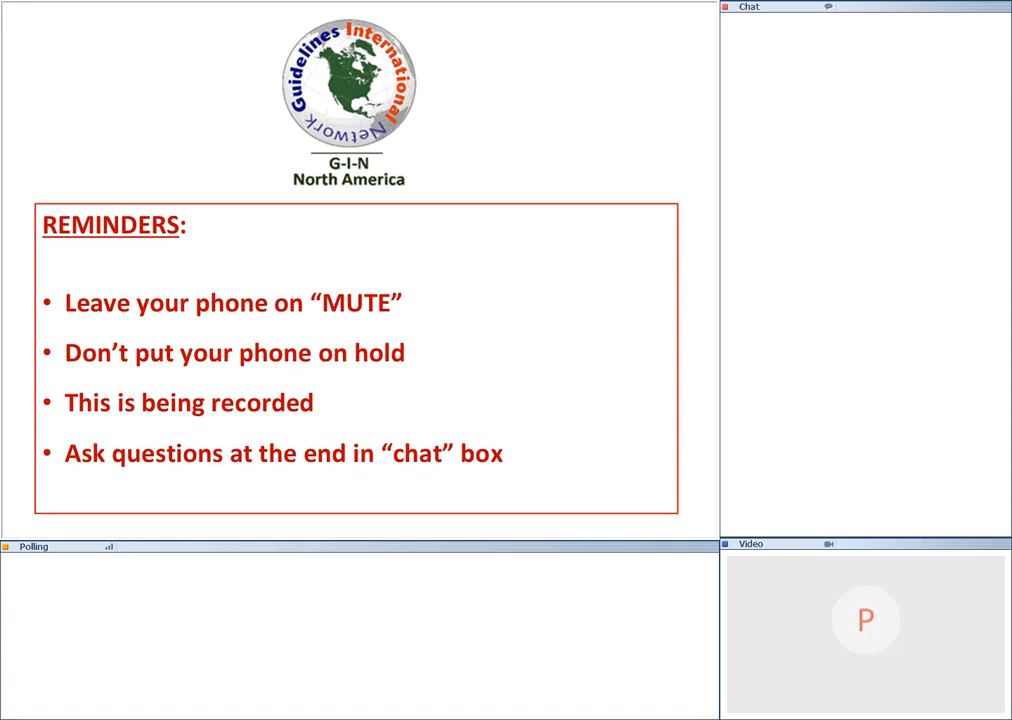 Guidelines International Network
G-I-N
North America
REMINDERS:
• Leave your phone on “MUTE”
• Don’t put your phone on hold
• This is being recorded
• Ask questions at the end in “chat” box
Chat
Polling
Video
P